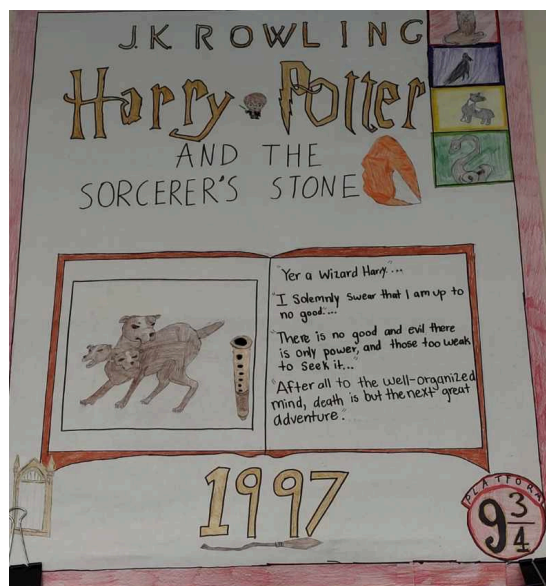 J.K ROWLING
Harry Potter
AND THE
SORCERER'S STONE
"Yer a Wizard Harry"...
"I Solemnly swear that I am up to
no good"...
"There is no good and evil there
is only power, and those too weak
to seek it..."
"After all to the well-organized
mind, death is but the next great
adventure."
1997
PLATFORM
9 3/4